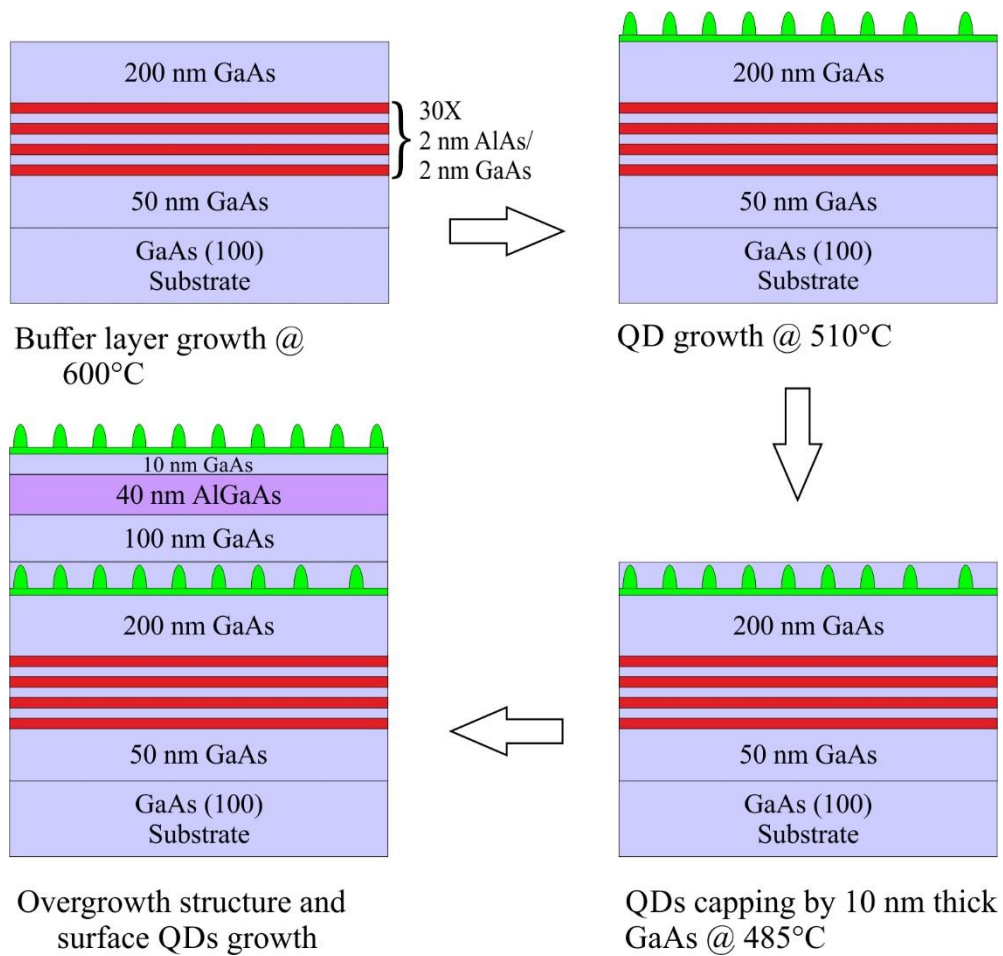 200 nm GaAs
30X
2 nm AlAs/
2 nm GaAs
50 nm GaAs
GaAs (100)
Substrate
Buffer layer growth @
600°C
200 nm GaAs
50 nm GaAs
GaAs (100)
Substrate
QD growth @ 510°C
10 nm GaAs
40 nm AlGaAs
100 nm GaAs
200 nm GaAs
50 nm GaAs
GaAs (100)
Substrate
Overgrowth structure and
surface QDs growth
200 nm GaAs
50 nm GaAs
GaAs (100)
Substrate
QDs capping by 10 nm thick
GaAs @ 485°C